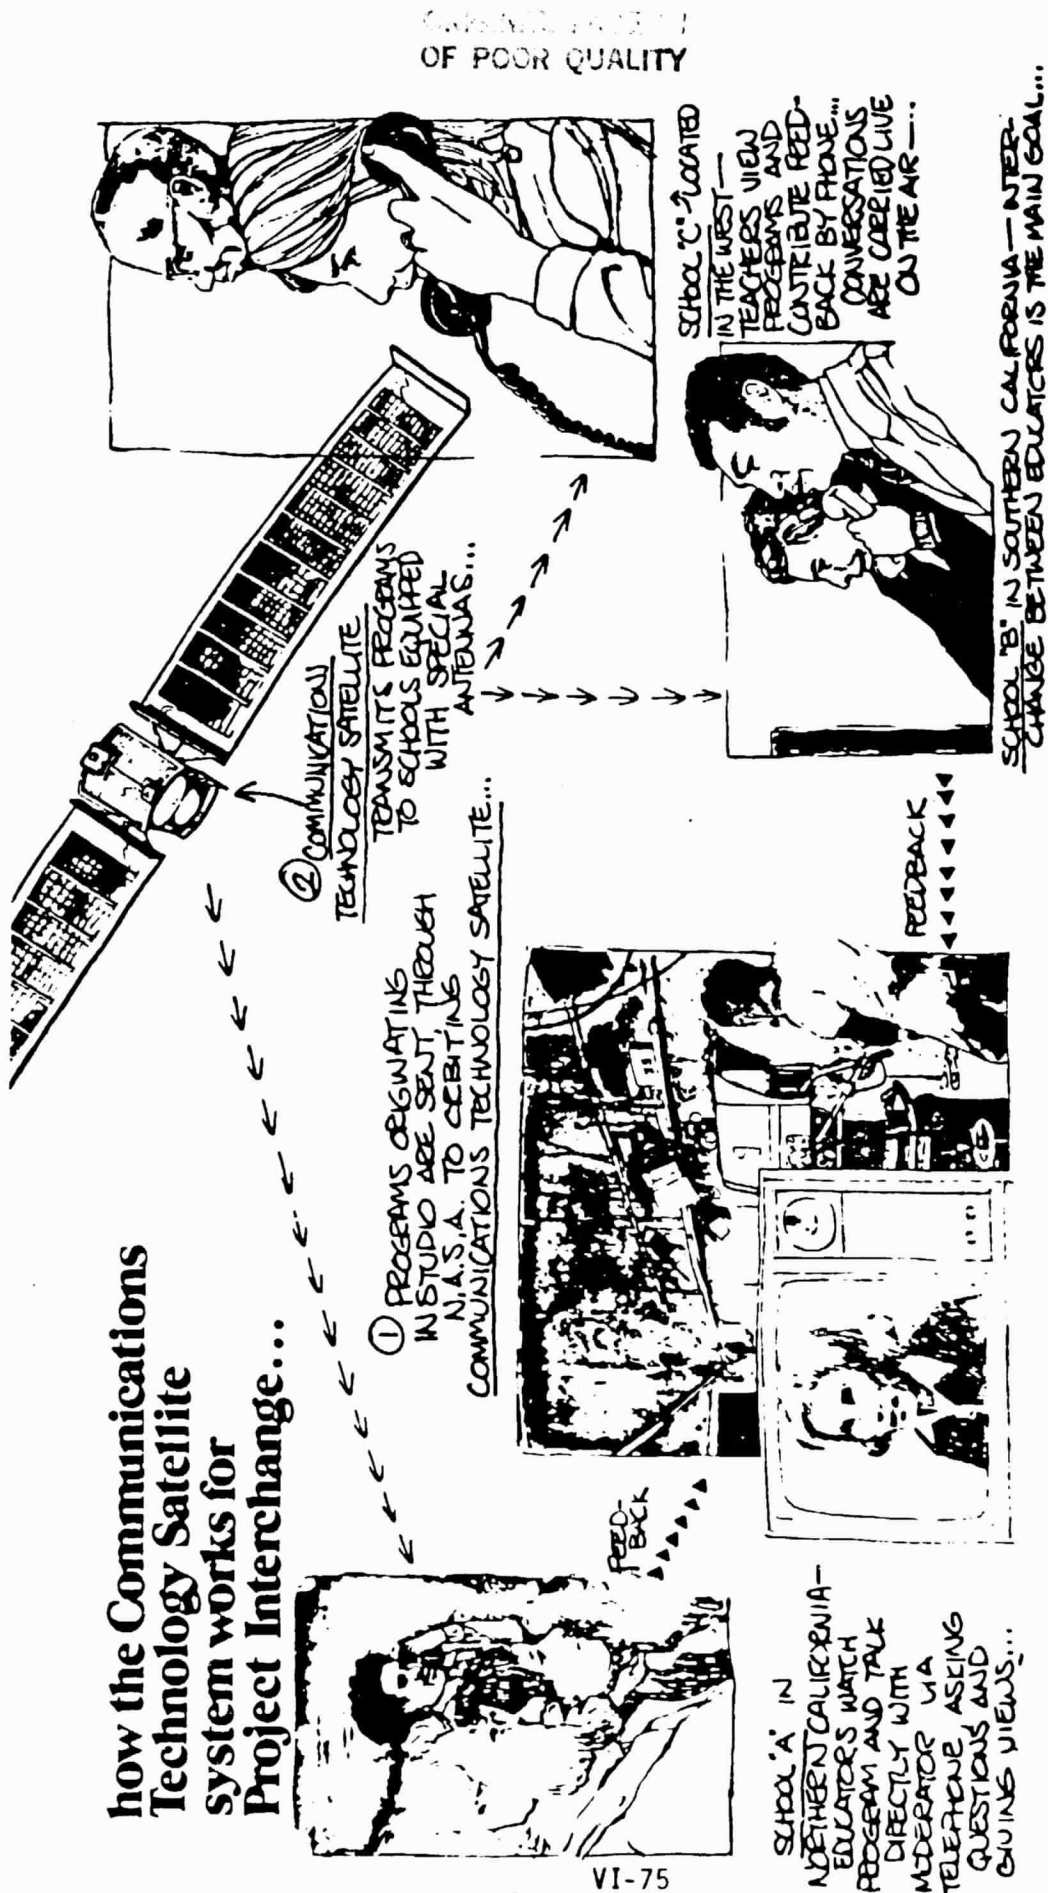 OF POOR QUALITY
how the Communications
Technology Satellite
system works for
Project Interchange...
① PROGRAMS ORIGINATING
IN STUDIO ARE SENT, THROUGH
N.A.S.A. TO ORBITING
COMMUNICATIONS TECHNOLOGY SATELLITE...
② COMMUNICATION
TECHNOLOGY SATELLITE
TRANSMITS PROGRAMS
TO SCHOOLS EQUIPPED
WITH SPECIAL
ANTENNAS...
SCHOOL "A" IN
NORTHERN CALIFORNIA—
EDUCATORS WATCH
PROGRAM AND TALK
DIRECTLY WITH
MODERATOR VIA
TELEPHONE, ASKING
QUESTIONS AND
GIVING VIEWS...
FEED-
BACK
FEEDBACK
SCHOOL "B" IN SOUTHERN CALIFORNIA—INTER-
CHANGE BETWEEN EDUCATORS IS THE MAIN GOAL...
SCHOOL "C" LOCATED
IN THE WEST—
TEACHERS VIEW
PROGRAMS AND
CONTRIBUTE FEED-
BACK BY PHONE...
CONVERSATIONS
ARE CARRIED LIVE
ON THE AIR—...
VI-75